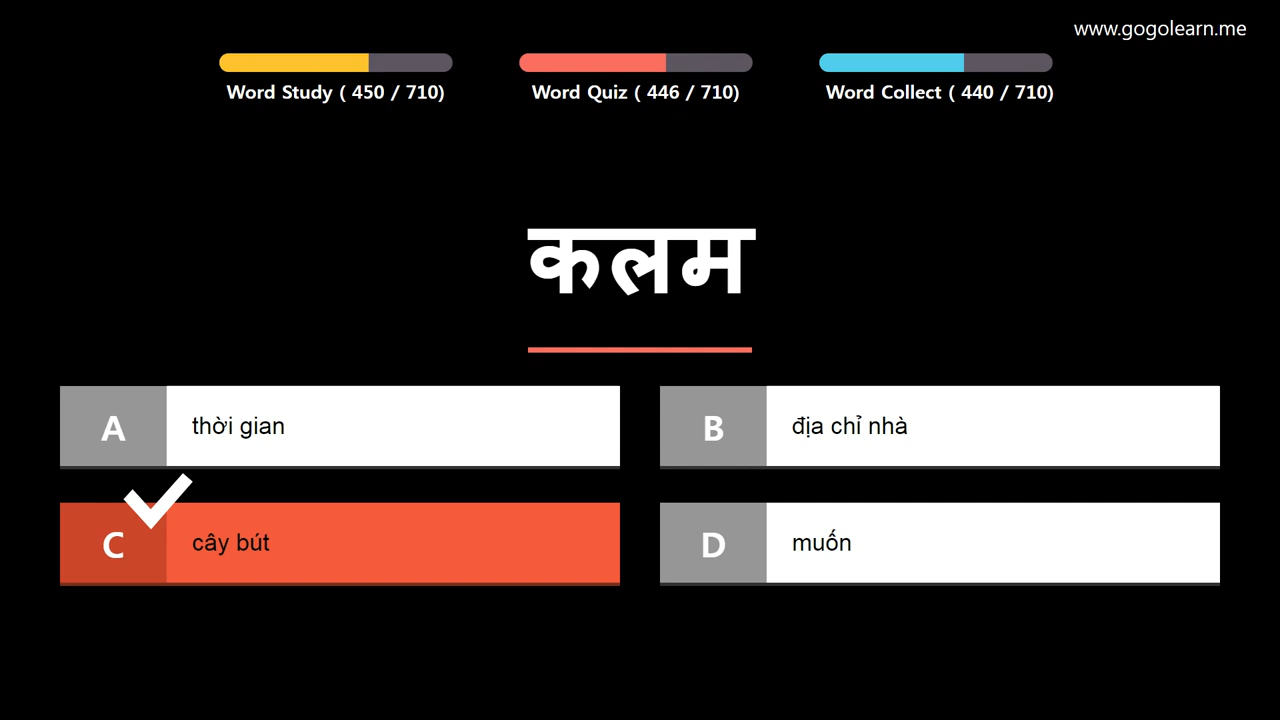 www.gogolearn.me
Word Study ( 450 / 710)
Word Quiz ( 446 / 710)
Word Collect ( 440 / 710)
कलम
A thời gian
B địa chỉ nhà
C cây bút
D muốn